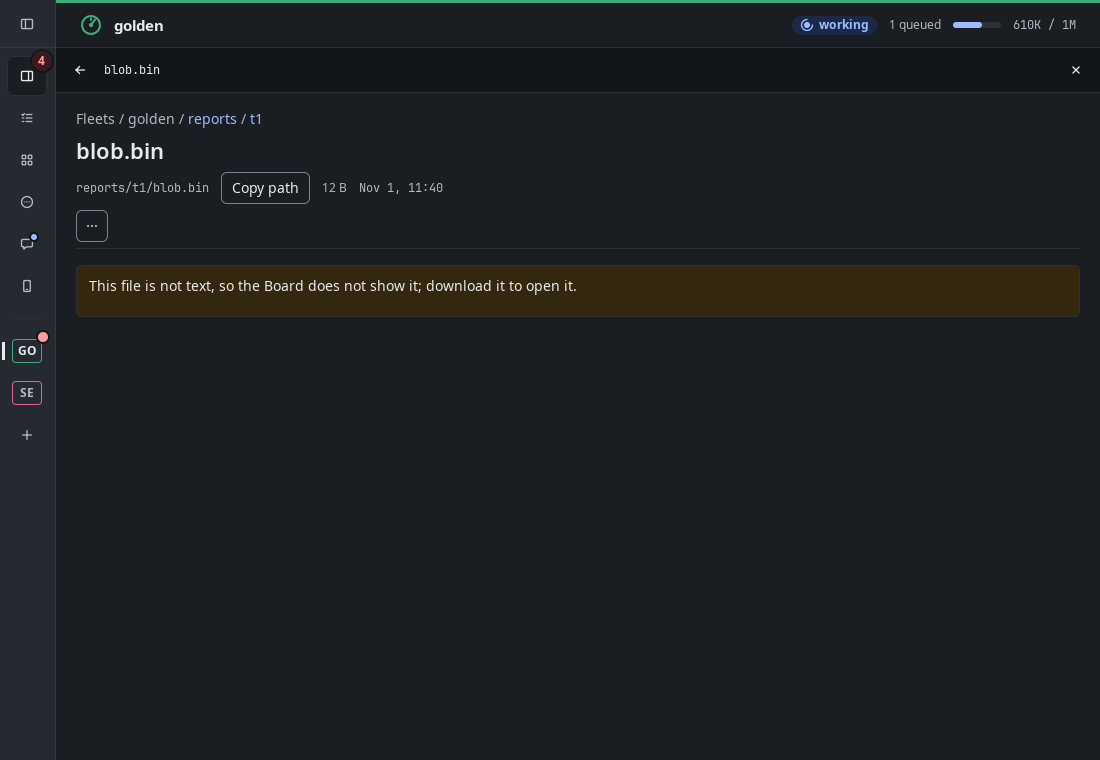 golden
working
1 queued
610K / 1M
4
blob.bin
Fleets / golden / reports / t1
blob.bin
reports/t1/blob.bin
Copy path
12 B
Nov 1, 11:40
This file is not text, so the Board does not show it; download it to open it.
GO
SE